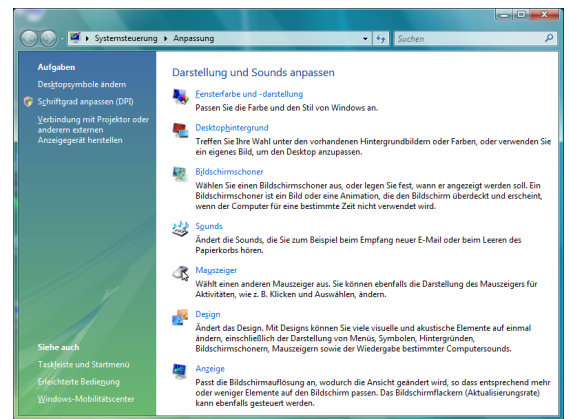 Systemsteuerung ▸ Anpassung
Suchen
Aufgaben
Desktopsymbole ändern
Schriftgrad anpassen (DPI)
Verbindung mit Projektor oder
anderem externen
Anzeigegerät herstellen
Siehe auch
Taskleiste und Startmenü
Erleichterte Bedienung
Windows-Mobilitätscenter
Darstellung und Sounds anpassen
Fensterfarbe und -darstellung
Passen Sie die Farbe und den Stil von Windows an.
Desktophintergrund
Treffen Sie Ihre Wahl unter den vorhandenen Hintergrundbildern oder Farben, oder verwenden Sie
ein eigenes Bild, um den Desktop anzupassen.
Bildschirmschoner
Wählen Sie einen Bildschirmschoner aus, oder legen Sie fest, wann er angezeigt werden soll. Ein
Bildschirmschoner ist ein Bild oder eine Animation, die den Bildschirm überdeckt und erscheint,
wenn der Computer für eine bestimmte Zeit nicht verwendet wird.
Sounds
Ändert die Sounds, die Sie zum Beispiel beim Empfang neuer E-Mail oder beim Leeren des
Papierkorbs hören.
Mauszeiger
Wählt einen anderen Mauszeiger aus. Sie können ebenfalls die Darstellung des Mauszeigers für
Aktivitäten, wie z. B. Klicken und Auswählen, ändern.
Design
Ändert das Design. Mit Designs können Sie viele visuelle und akustische Elemente auf einmal
ändern, einschließlich der Darstellung von Menüs, Symbolen, Hintergründen,
Bildschirmschonern, Mauszeigern sowie der Wiedergabe bestimmter Computersounds.
Anzeige
Passt die Bildschirmauflösung an, wodurch die Ansicht geändert wird, so dass entsprechend mehr
oder weniger Elemente auf den Bildschirm passen. Das Bildschirmflackern (Aktualisierungsrate)
kann ebenfalls gesteuert werden.